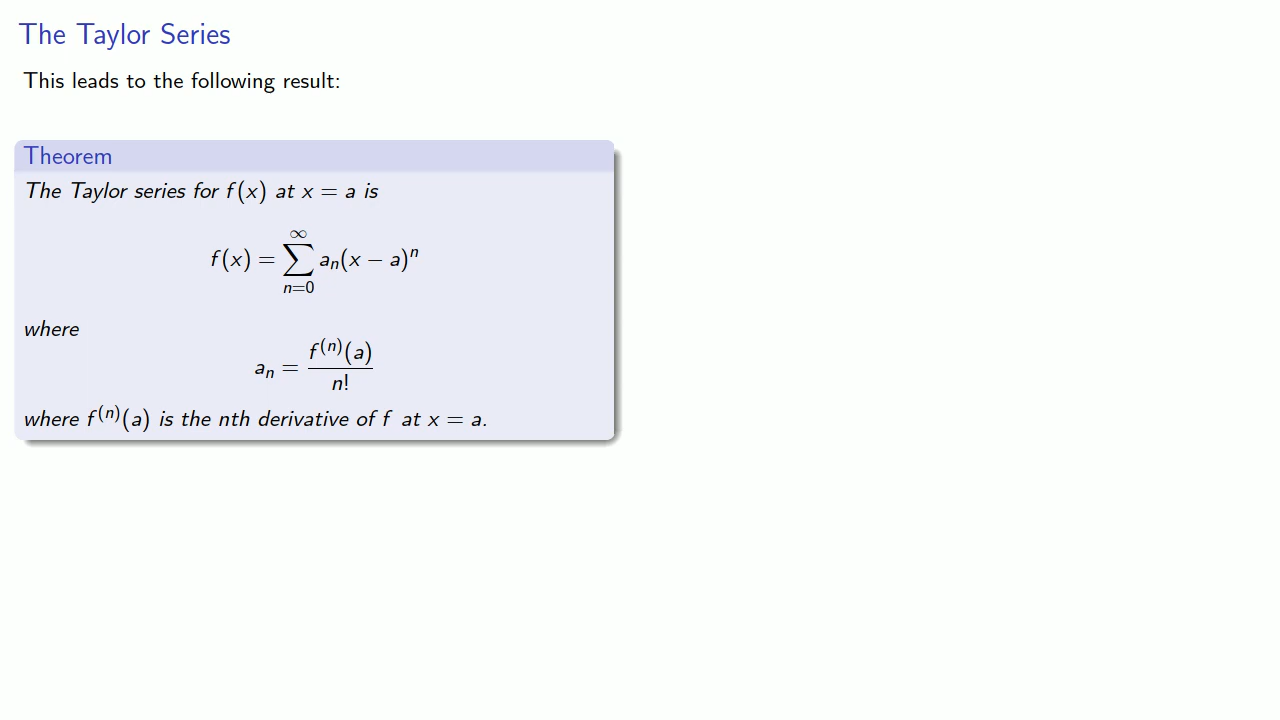 The Taylor Series
This leads to the following result:
Theorem
The Taylor series for f(x) at x = a is
f(x) = ∑_{n=0}^{∞} a_n(x − a)^n
where
a_n = f^{(n)}(a) / n!
where f^{(n)}(a) is the nth derivative of f at x = a.